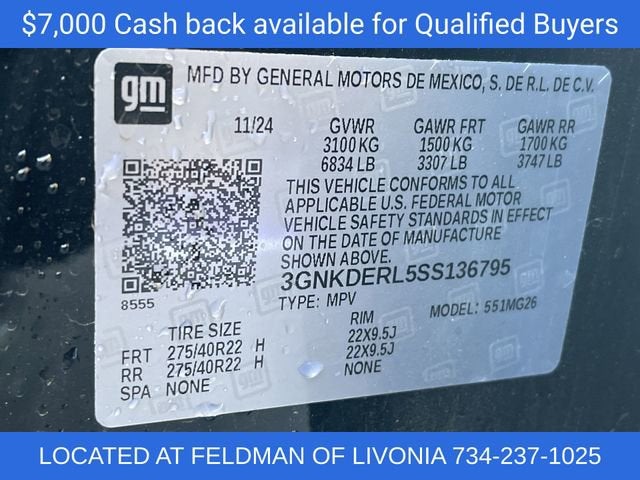 $7,000 Cash back available for Qualified Buyers
gm
MFD BY GENERAL MOTORS DE MEXICO, S. DE R.L. DE C.V.
11/24 GVWR GAWR FRT GAWR RR
3100 KG 1500 KG 1700 KG
6834 LB 3307 LB 3747 LB
THIS VEHICLE CONFORMS TO ALL
APPLICABLE U.S. FEDERAL MOTOR
VEHICLE SAFETY STANDARDS IN EFFECT
ON THE DATE OF MANUFACTURE
SHOWN ABOVE.
3GNKDERL5SS136795
8555
TYPE: MPV MODEL: 551MG26
TIRE SIZE RIM
FRT 275/40R22 H 22X9.5J
RR 275/40R22 H 22X9.5J
SPA NONE NONE
LOCATED AT FELDMAN OF LIVONIA 734-237-1025